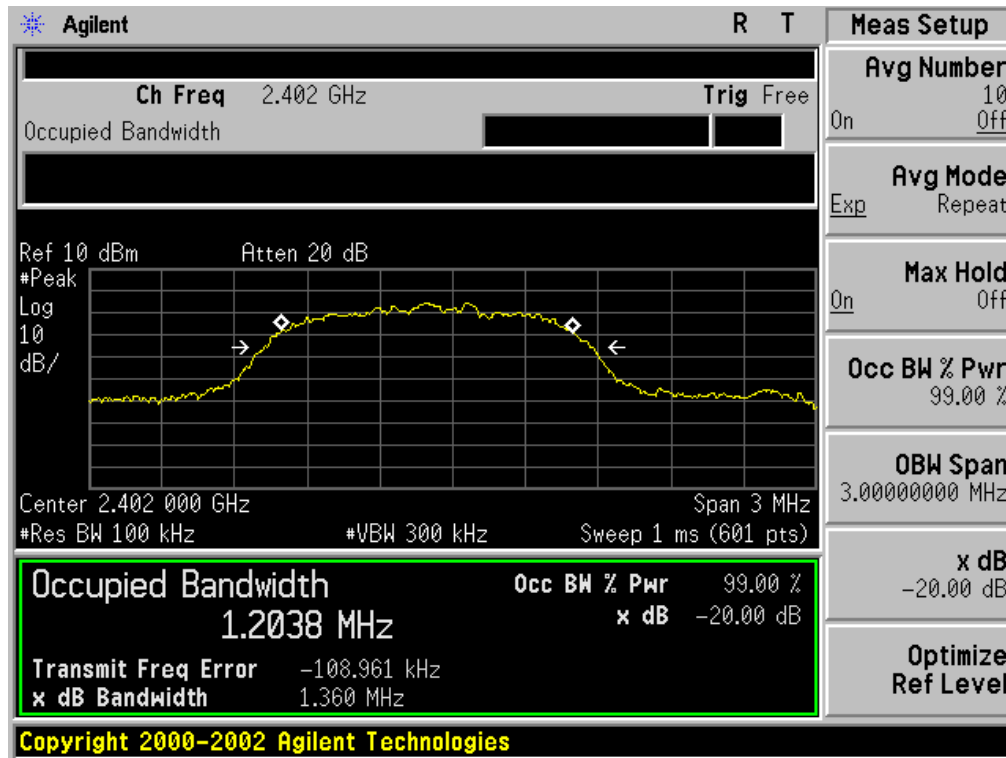 Agilent R T
Meas Setup
Ch Freq 2.402 GHz Trig Free
Occupied Bandwidth
Ref 10 dBm Atten 20 dB
#Peak
Log
10
dB/
Center 2.402 000 GHz Span 3 MHz
#Res BW 100 kHz #VBW 300 kHz Sweep 1 ms (601 pts)
Occupied Bandwidth
1.2038 MHz
Occ BW % Pwr 99.00 %
x dB -20.00 dB
Transmit Freq Error -108.961 kHz
x dB Bandwidth 1.360 MHz
Avg Number
10
On Off
Avg Mode
Exp Repeat
Max Hold
On Off
Occ BW % Pwr
99.00 %
OBW Span
3.00000000 MHz
x dB
-20.00 dB
Optimize
Ref Level
Copyright 2000-2002 Agilent Technologies